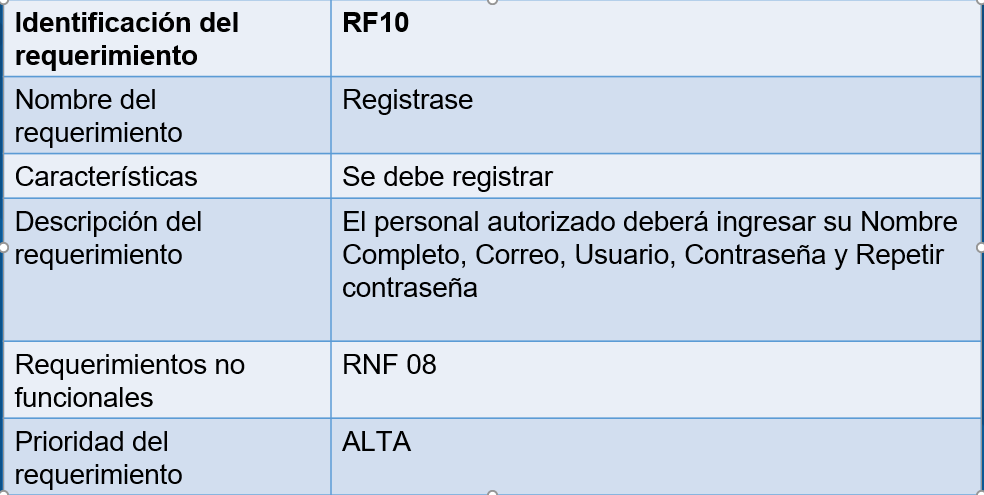 Identificación del
requerimiento
RF10
Nombre del
requerimiento
Registrase
Características
Se debe registrar
Descripción del
requerimiento
El personal autorizado deberá ingresar su Nombre
Completo, Correo, Usuario, Contraseña y Repetir
contraseña
Requerimientos no
funcionales
RNF 08
Prioridad del
requerimiento
ALTA